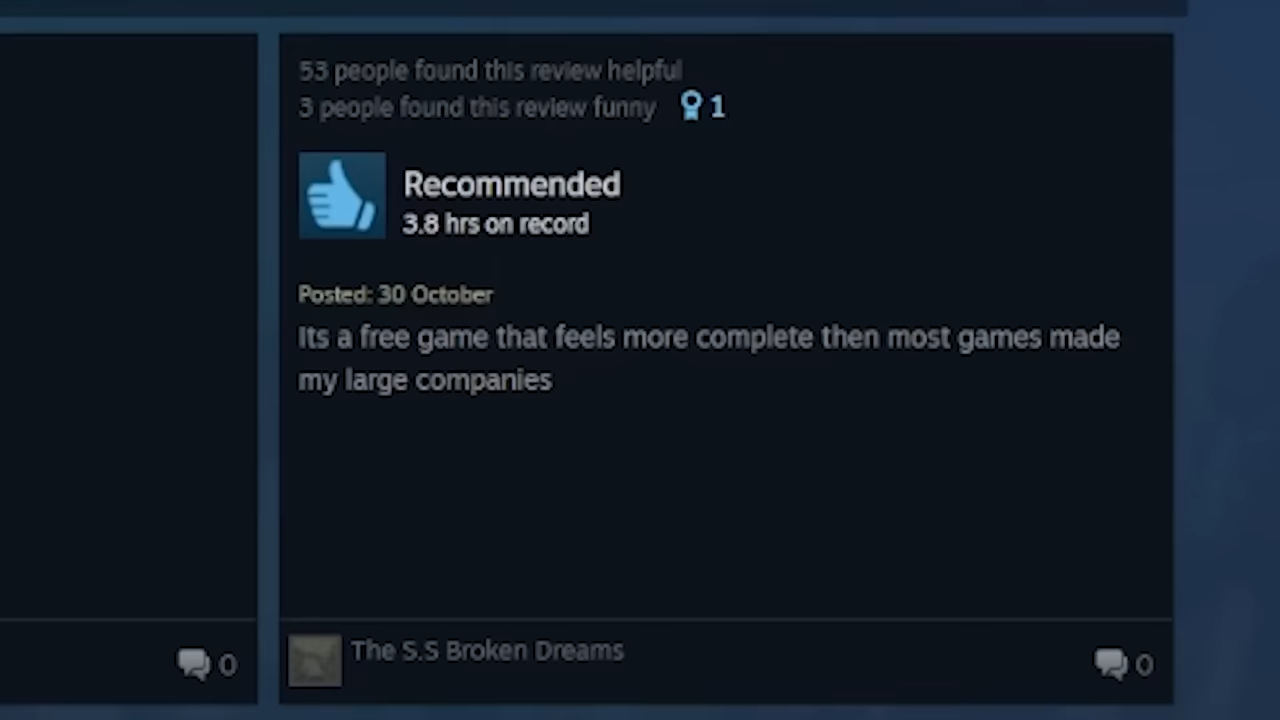 53 people found this review helpful
3 people found this review funny 1
Recommended
3.8 hrs on record
Posted: 30 October
Its a free game that feels more complete then most games made
my large companies
0
The S.S Broken Dreams 0